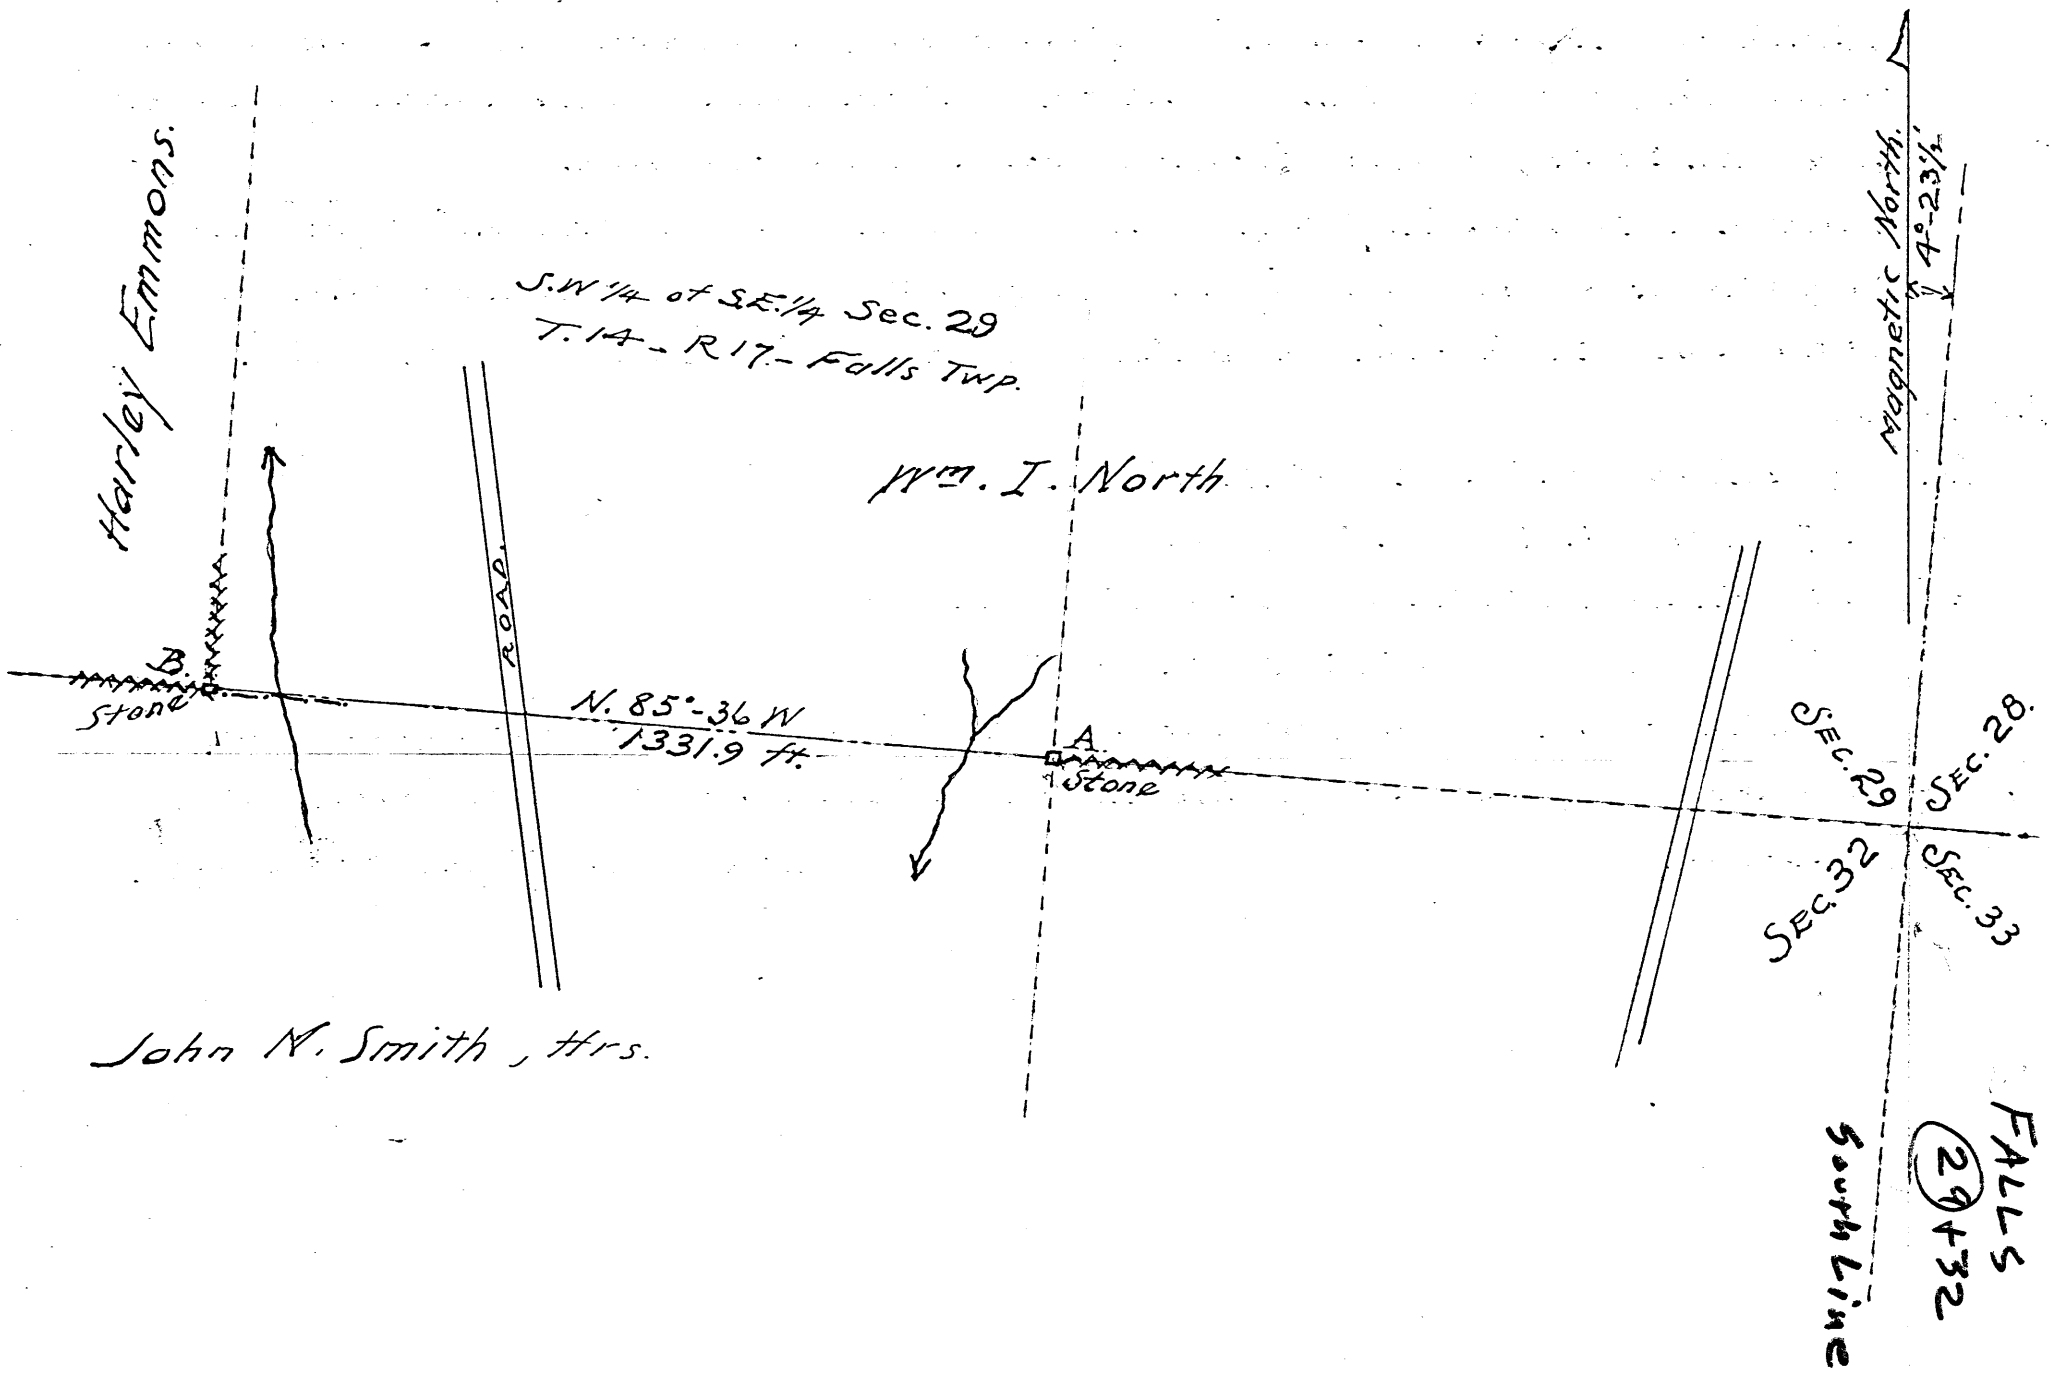 Harley Emmons.
S.W 1/4 of S.E. 1/4 Sec. 29
T. 14 - R 17. - Falls Twp.
Wm. I. North
Magnetic North.
4°-23½'
ROAD.
B.
Stone
N. 85°-36 W
1331.9 ft.
A
Stone
SEC. 29
SEC. 28.
SEC. 32
SEC. 33
John N. Smith, Hrs.
FALLS
29+32
South Line